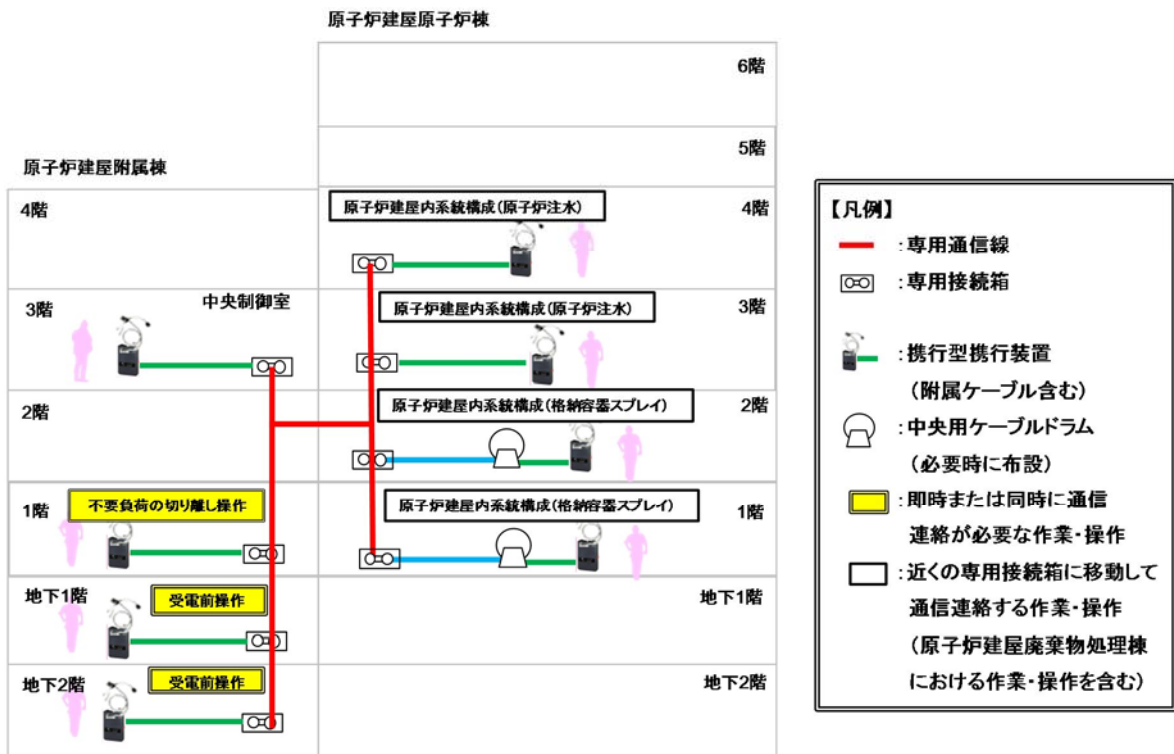 原子炉建屋原子炉棟
6階
5階
原子炉建屋附属棟
4階
原子炉建屋内系統構成(原子炉注水)
4階
3階
中央制御室
原子炉建屋内系統構成(原子炉注水)
3階
2階
原子炉建屋内系統構成(格納容器スプレイ)
2階
1階
不要負荷の切り離し操作
原子炉建屋内系統構成(格納容器スプレイ)
1階
地下1階
受電前操作
地下1階
地下2階
受電前操作
地下2階
【凡例】
:専用通信線
:専用接続箱
:携行型携行装置
(附属ケーブル含む)
:中央用ケーブルドラム
(必要時に布設)
:即時または同時に通信
連絡が必要な作業・操作
:近くの専用接続箱に移動して
通信連絡する作業・操作
(原子炉建屋廃棄物処理棟
における作業・操作を含む)